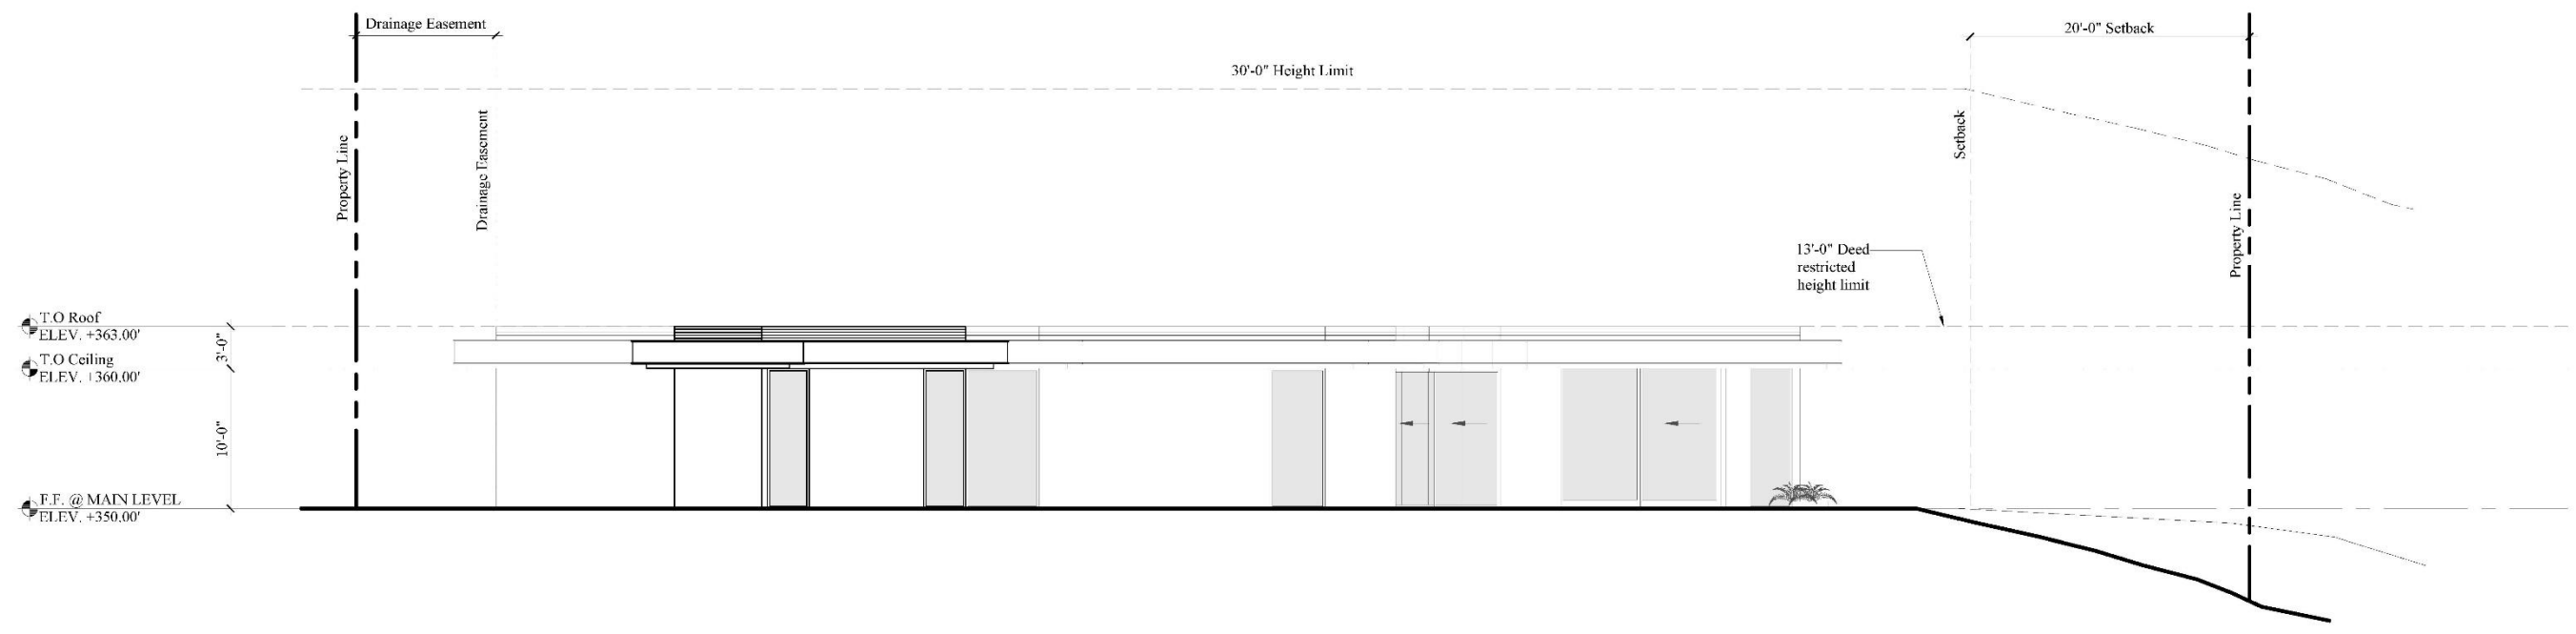 Drainage Easement
20'-0" Setback
30'-0" Height Limit
Property Line
Drainage Easement
Setback
Property Line
13'-0" Deed
restricted
height limit
T.O Roof
ELEV. +363.00'
3'-0"
T.O Ceiling
ELEV. +360.00'
10'-0"
F.F. @ MAIN LEVEL
ELEV. +350.00'